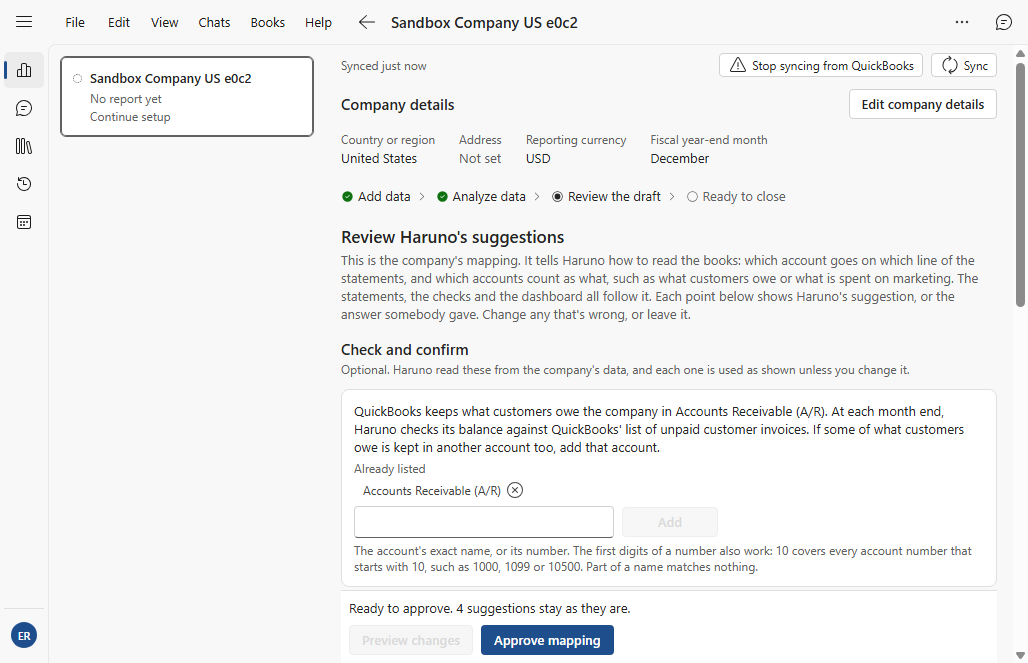 File Edit View Chats Books Help Sandbox Company US e0c2
Sandbox Company US e0c2
No report yet
Continue setup
Synced just now
Stop syncing from QuickBooks
Sync
Company details
Edit company details
Country or region Address Reporting currency Fiscal year-end month
United States Not set USD December
Add data Analyze data Review the draft Ready to close
Review Haruno's suggestions
This is the company's mapping. It tells Haruno how to read the books: which account goes on which line of the
statements, and which accounts count as what, such as what customers owe or what is spent on marketing. The
statements, the checks and the dashboard all follow it. Each point below shows Haruno's suggestion, or the
answer somebody gave. Change any that's wrong, or leave it.
Check and confirm
Optional. Haruno read these from the company's data, and each one is used as shown unless you change it.
QuickBooks keeps what customers owe the company in Accounts Receivable (A/R). At each month end,
Haruno checks its balance against QuickBooks' list of unpaid customer invoices. If some of what customers
owe is kept in another account too, add that account.
Already listed
Accounts Receivable (A/R)
Add
The account's exact name, or its number. The first digits of a number also work: 10 covers every account number that
starts with 10, such as 1000, 1099 or 10500. Part of a name matches nothing.
Ready to approve. 4 suggestions stay as they are.
Preview changes
Approve mapping
ER